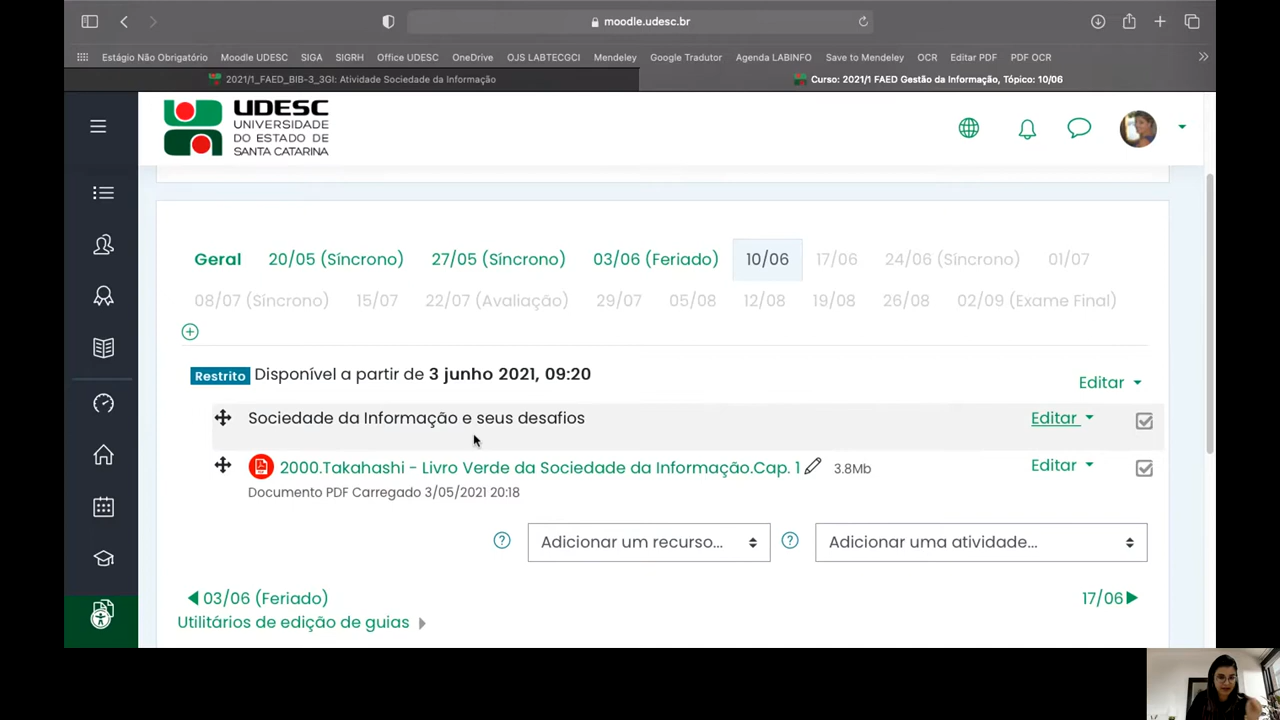 moodle.udesc.br
Estágio Não Obrigatório Moodle UDESC SIGA SIGRH Office UDESC OneDrive OJS LABTECGCI Mendeley Google Tradutor Agenda LABINFO Save to Mendeley OCR Editar PDF PDF OCR
2021/1_FAED_BIB-3_3GI: Atividade Sociedade da Informação
Curso: 2021/1 FAED Gestão da Informação, Tópico: 10/06
UDESC
UNIVERSIDADE
DO ESTADO DE
SANTA CATARINA
Geral 20/05 (Síncrono) 27/05 (Síncrono) 03/06 (Feriado) 10/06 17/06 24/06 (Síncrono) 01/07
08/07 (Síncrono) 15/07 22/07 (Avaliação) 29/07 05/08 12/08 19/08 26/08 02/09 (Exame Final)
Restrito Disponível a partir de 3 junho 2021, 09:20
Editar
Sociedade da Informação e seus desafios Editar
2000.Takahashi - Livro Verde da Sociedade da Informação.Cap. 1 3.8Mb Editar
Documento PDF Carregado 3/05/2021 20:18
Adicionar um recurso... Adicionar uma atividade...
03/06 (Feriado) 17/06
Utilitários de edição de guias